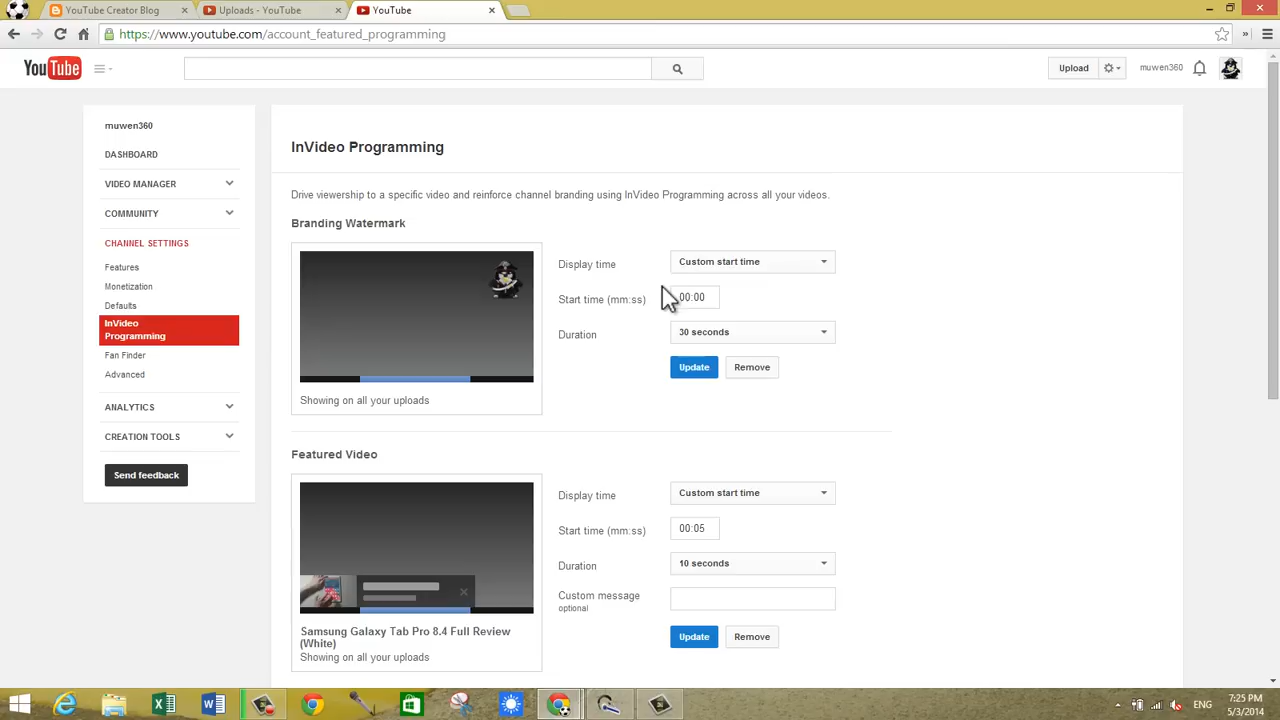 YouTube Creator Blog
Uploads - YouTube
YouTube
https://www.youtube.com/account_featured_programming
YouTube
Upload
muwen360
muwen360
DASHBOARD
VIDEO MANAGER
COMMUNITY
CHANNEL SETTINGS
Features
Monetization
Defaults
InVideo
Programming
Fan Finder
Advanced
ANALYTICS
CREATION TOOLS
Send feedback
InVideo Programming
Drive viewership to a specific video and reinforce channel branding using InVideo Programming across all your videos.
Branding Watermark
Display time
Custom start time
Start time (mm:ss)
00:00
Duration
30 seconds
Update
Remove
Showing on all your uploads
Featured Video
Display time
Custom start time
Start time (mm:ss)
00:05
Duration
10 seconds
Custom message
optional
Update
Remove
Samsung Galaxy Tab Pro 8.4 Full Review
(White)
Showing on all your uploads
ENG
7:25 PM
5/3/2014